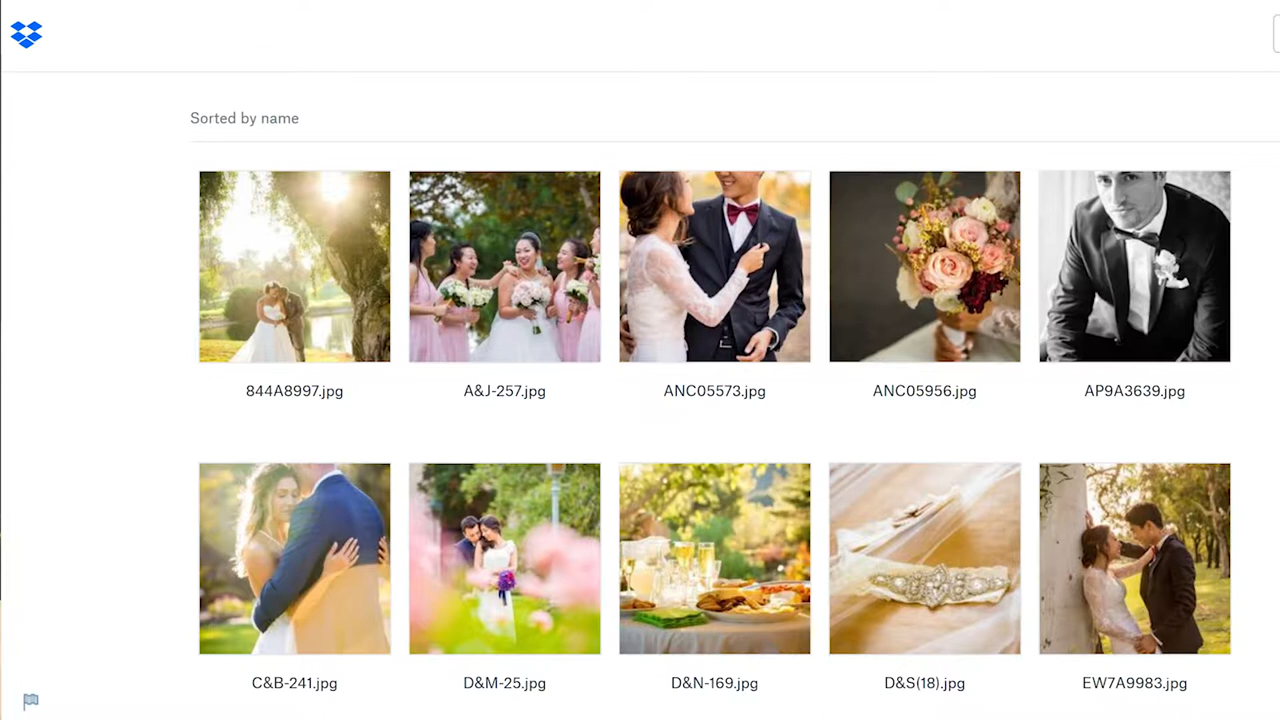 Sorted by name
844A8997.jpg
A&J-257.jpg
ANC05573.jpg
ANC05956.jpg
AP9A3639.jpg
C&B-241.jpg
D&M-25.jpg
D&N-169.jpg
D&S(18).jpg
EW7A9983.jpg